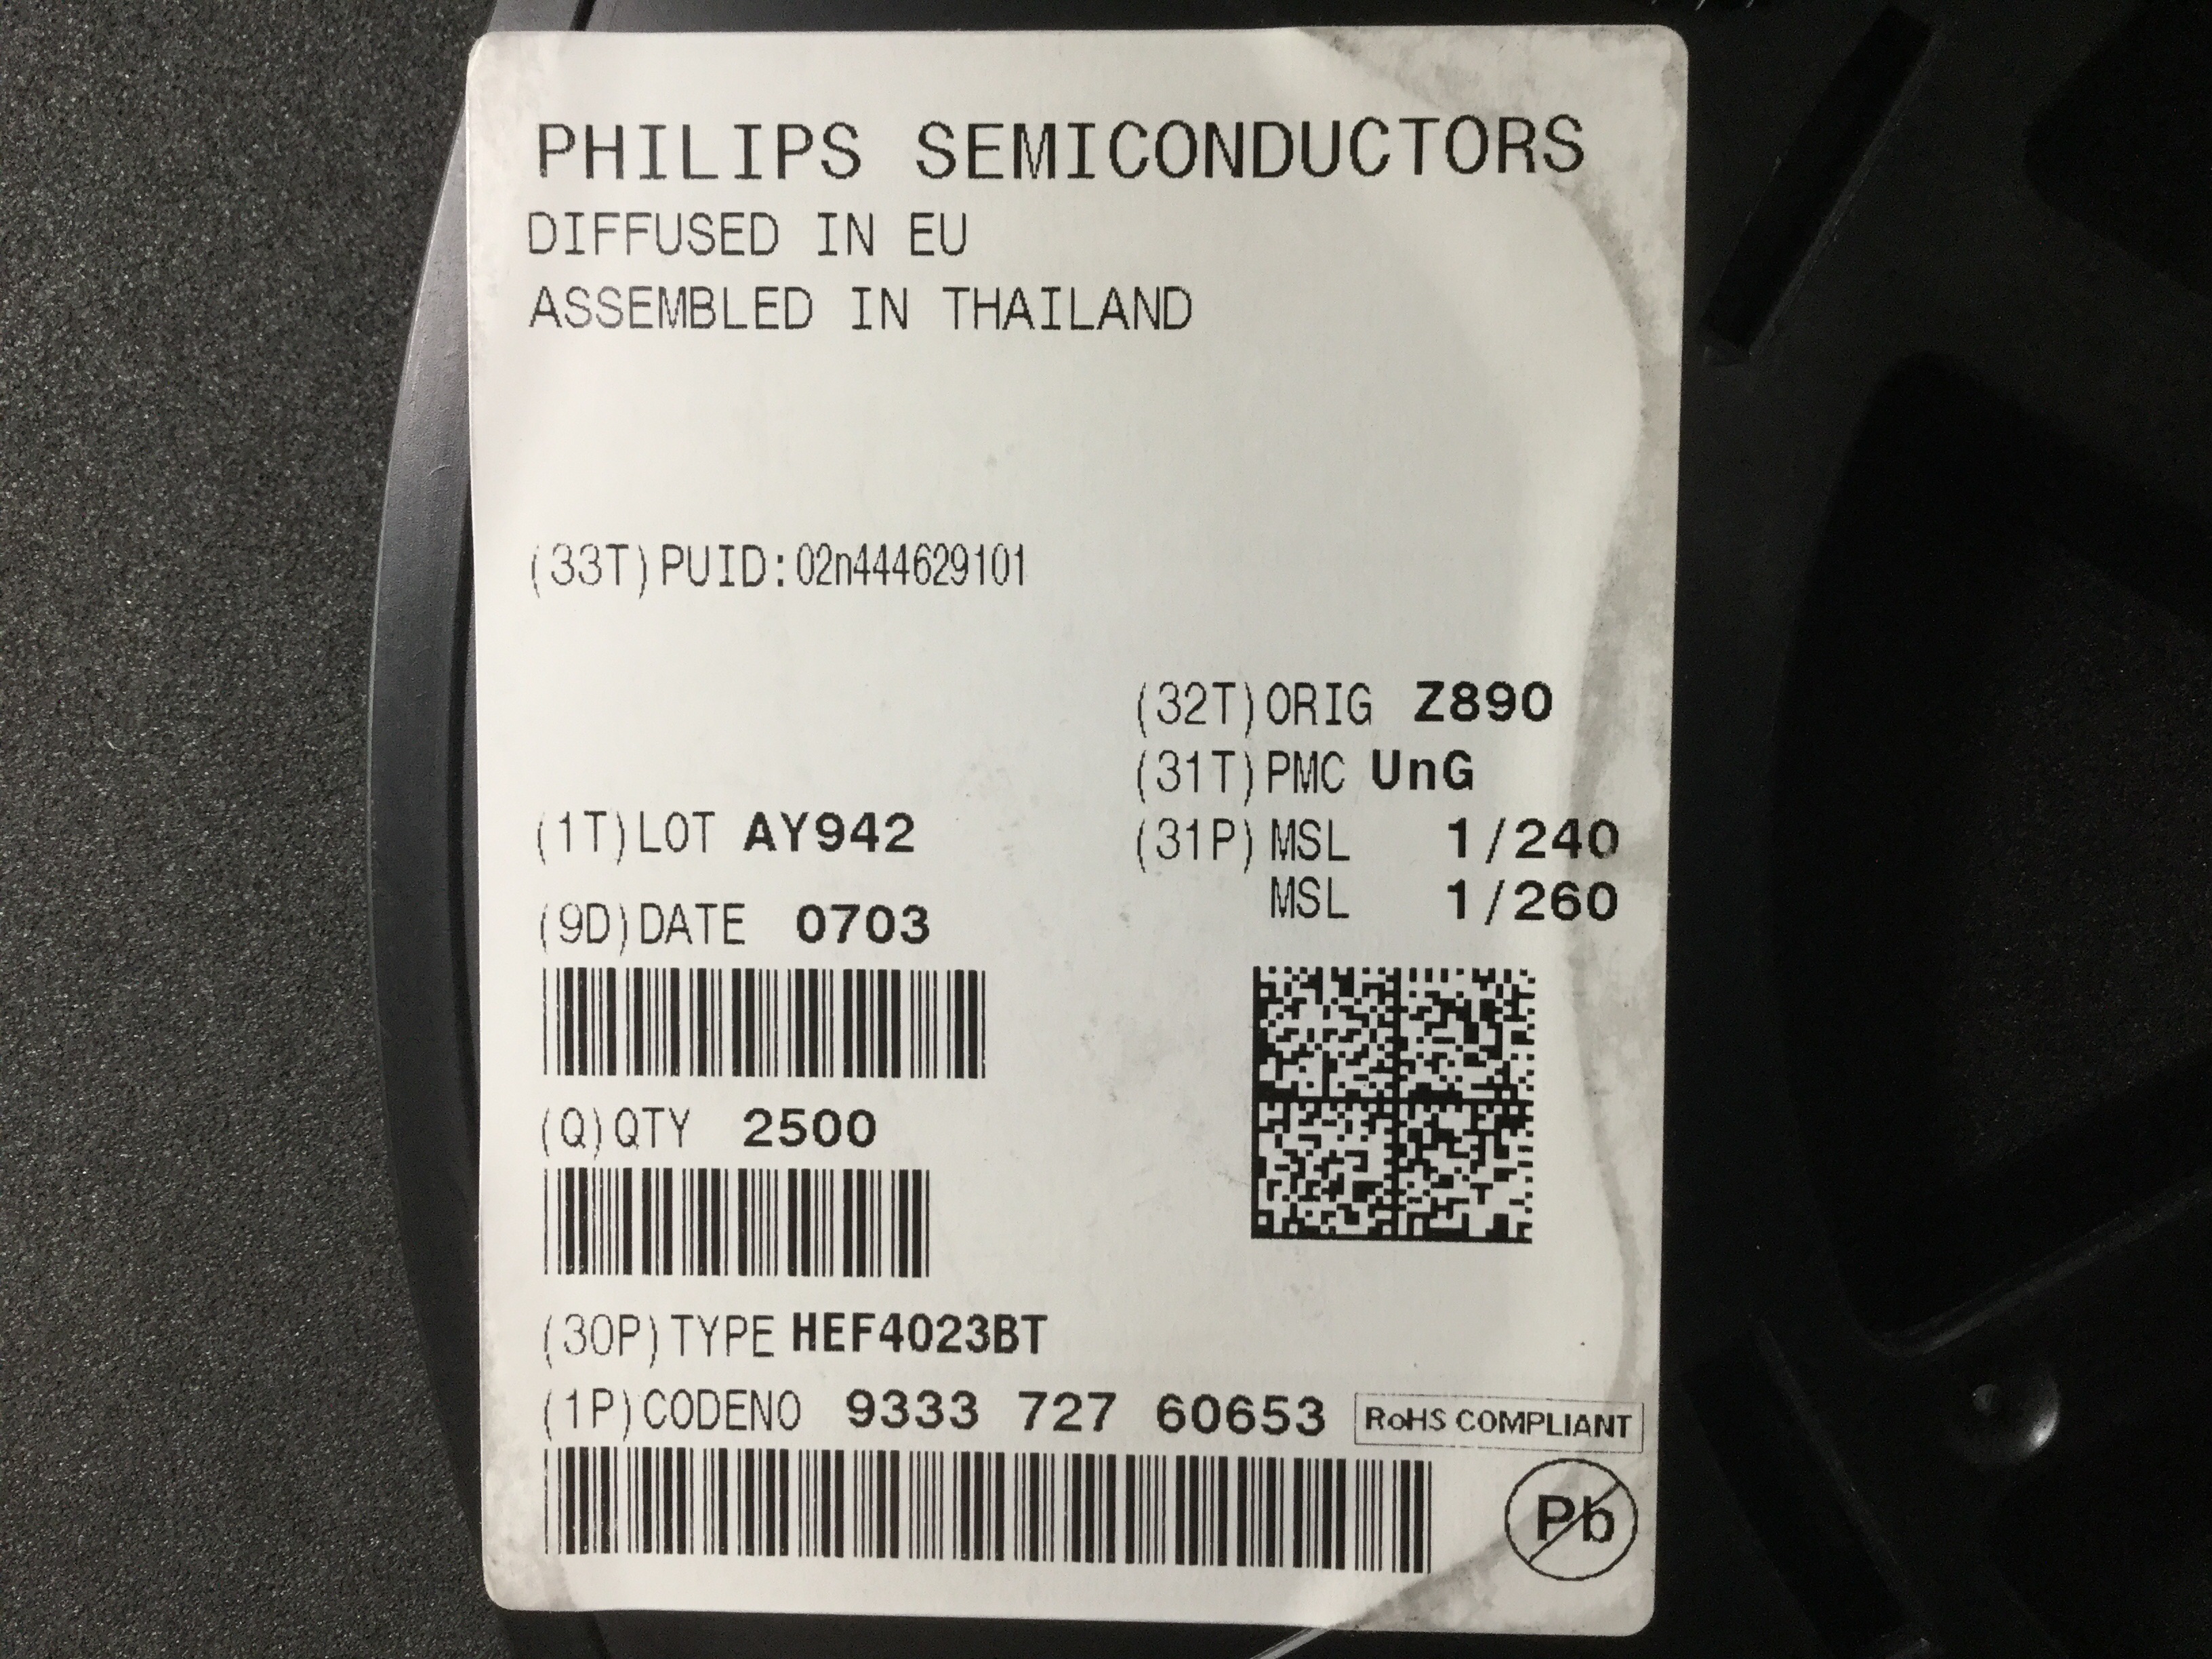 PHILIPS SEMICONDUCTORS
DIFFUSED IN EU
ASSEMBLED IN THAILAND
(33T)PUID:02n444629101
(32T)ORIG Z890
(31T)PMC UnG
(1T)LOT AY942
(31P) MSL 1/240
MSL 1/260
(9D)DATE 0703
(Q)QTY 2500
(30P)TYPE HEF4023BT
(1P)CODENO 9333 727 60653
RoHS COMPLIANT
Pb